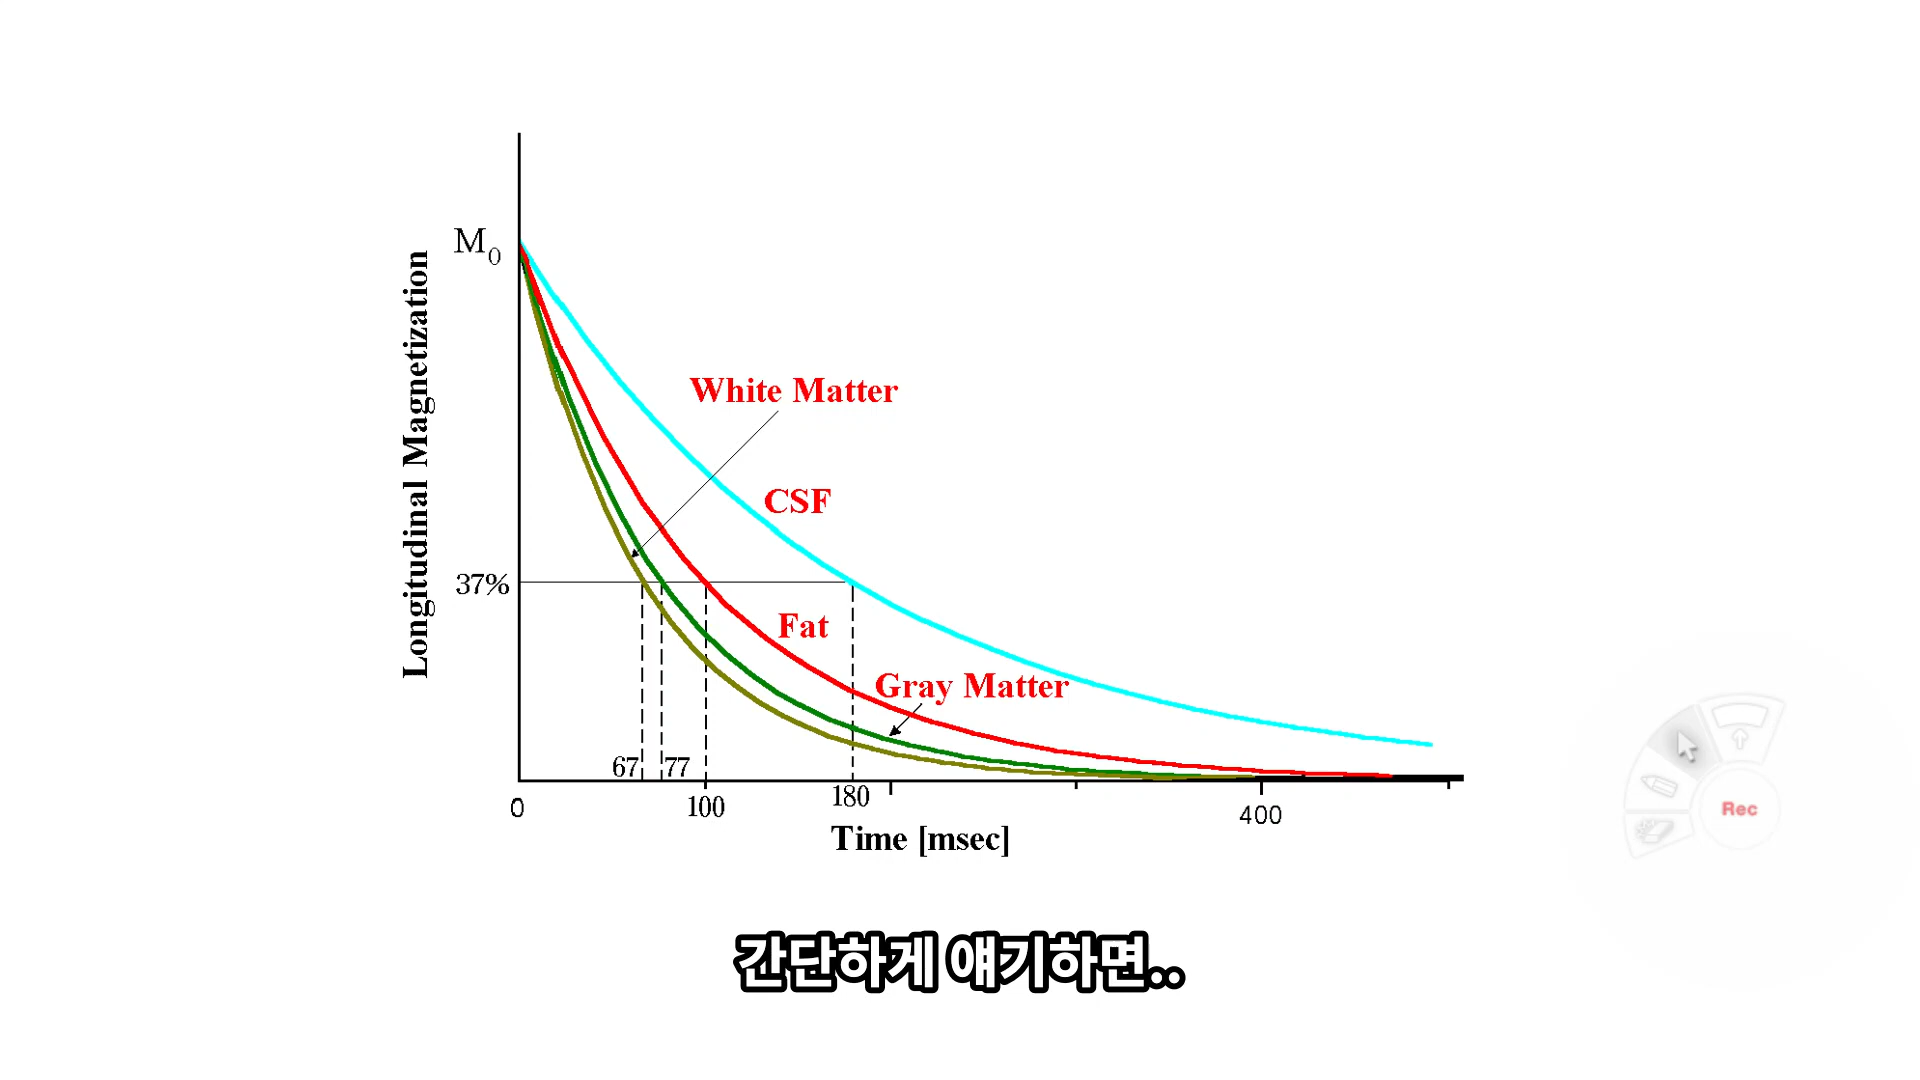 M0
Longitudinal Magnetization
White Matter
CSF
37%
Fat
Gray Matter
67
77
0
100
180
400
Time [msec]
Rec
간단하게 얘기하면..